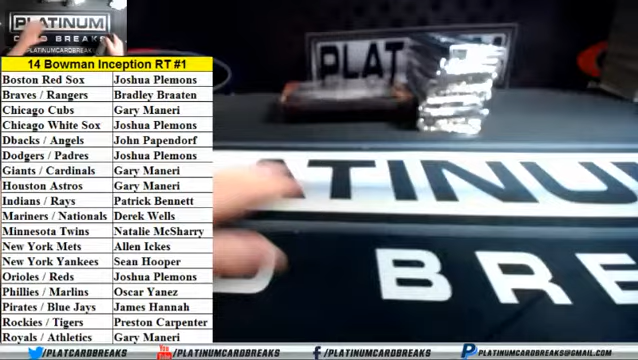 PLATINUM
CARD BREAKS
PLATINUMCARDBREAKS
14 Bowman Inception RT #1
Boston Red Sox Joshua Plemons
Braves / Rangers Bradley Braaten
Chicago Cubs Gary Maneri
Chicago White Sox Joshua Plemons
Dbacks / Angels John Papendorf
Dodgers / Padres Joshua Plemons
Giants / Cardinals Gary Maneri
Houston Astros Gary Maneri
Indians / Rays Patrick Bennett
Mariners / Nationals Derek Wells
Minnesota Twins Natalie McSharry
New York Mets Allen Ickes
New York Yankees Sean Hooper
Orioles / Reds Joshua Plemons
Phillies / Marlins Oscar Yanez
Pirates / Blue Jays James Hannah
Rockies / Tigers Preston Carpenter
Royals / Athletics Gary Maneri
PLAT
ATINU
BRE
/PLATCARDBREAKS
/PLATINUMCARDBREAKS
/PLATINUMCARDBREAKS
PLATINUMCARDBREAKS@GMAIL.COM